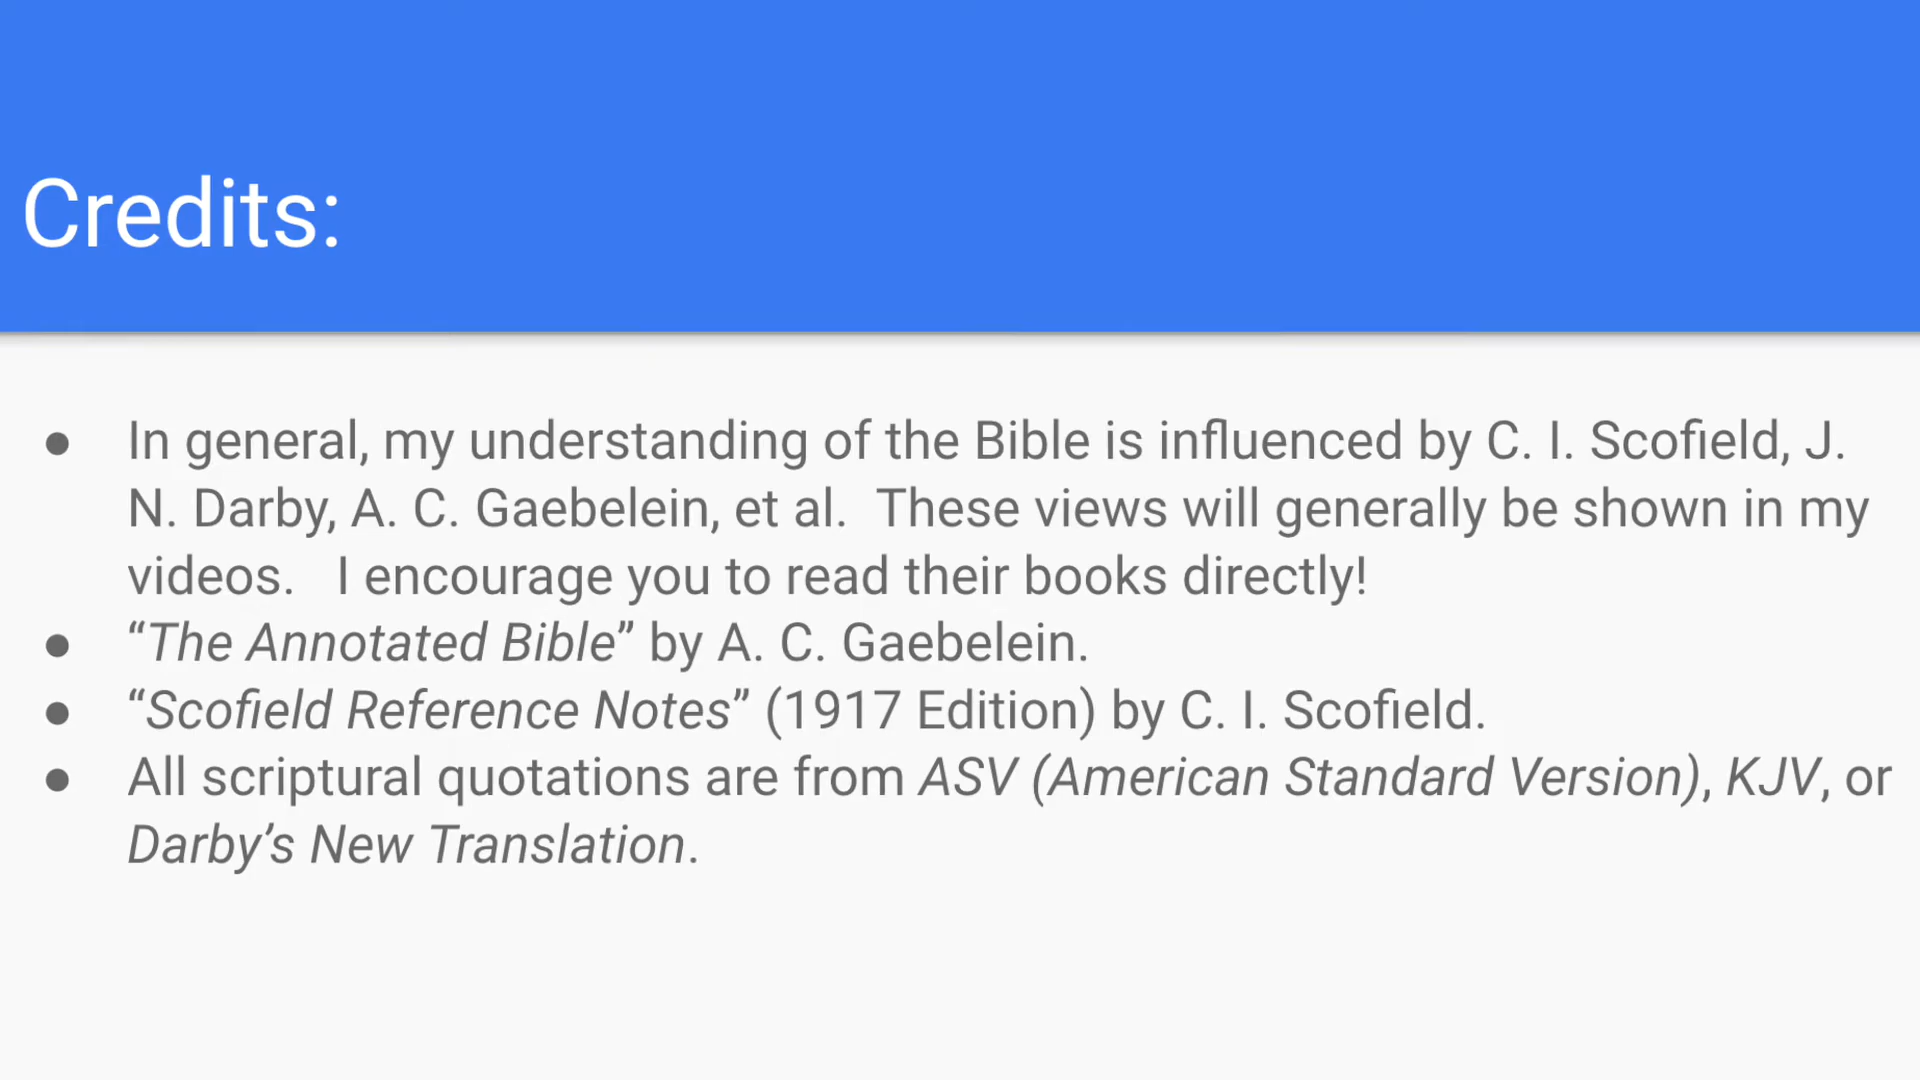 Credits:
● In general, my understanding of the Bible is influenced by C. I. Scofield, J.
N. Darby, A. C. Gaebelein, et al.  These views will generally be shown in my
videos.   I encourage you to read their books directly!
● “The Annotated Bible” by A. C. Gaebelein.
● “Scofield Reference Notes” (1917 Edition) by C. I. Scofield.
● All scriptural quotations are from ASV (American Standard Version), KJV, or
Darby’s New Translation.